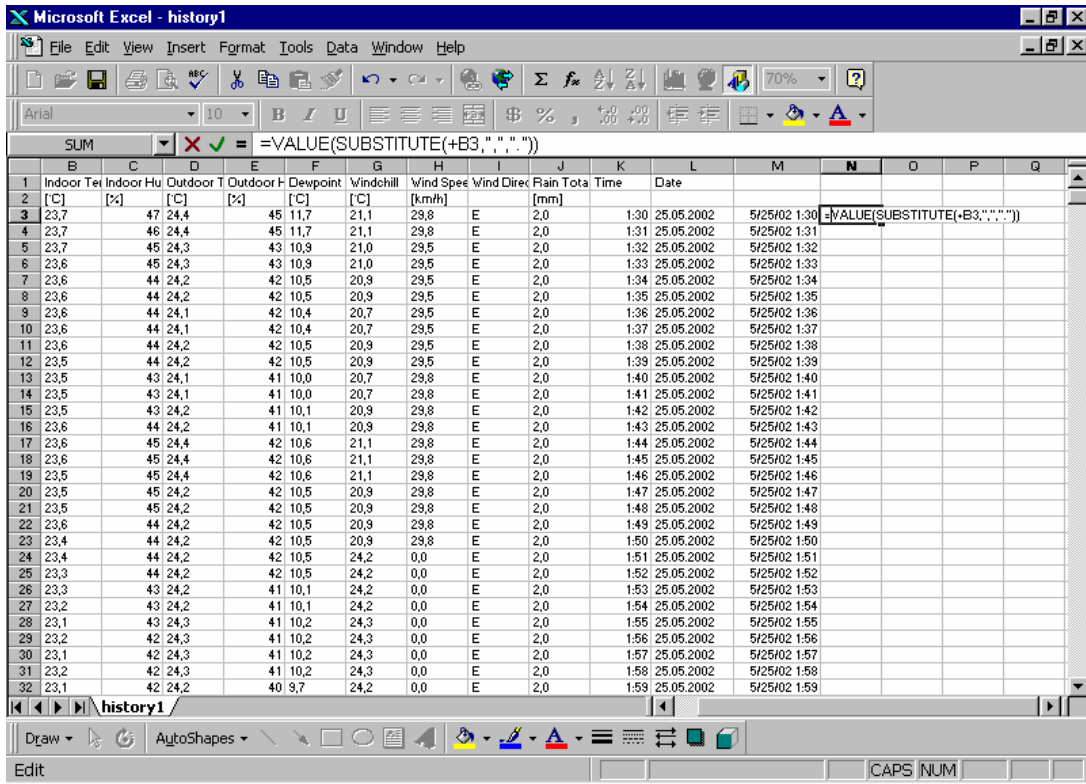 Microsoft Excel - history1
File Edit View Insert Format Tools Data Window Help
ABC Σ fx 70% ?
Arial 10 B I U $ % , A
SUM = =VALUE(SUBSTITUTE(+B3,",","."))
B C D E F G H I J K L M N O P Q
1 Indoor Ter Indoor Hu Outdoor T Outdoor H Dewpoint Windchill Wind Spee Wind Direc Rain Tota Time Date
2 [°C] [%] [°C] [%] [°C] [°C] [km/h] [mm]
3 23,7 47 24,4 45 11,7 21,1 29,8 E 2,0 1:30 25.05.2002 5/25/02 1:30 =VALUE(SUBSTITUTE(+B3,",","."))
4 23,7 46 24,4 45 11,7 21,1 29,8 E 2,0 1:31 25.05.2002 5/25/02 1:31
5 23,7 45 24,3 43 10,9 21,0 29,5 E 2,0 1:32 25.05.2002 5/25/02 1:32
6 23,6 45 24,3 43 10,9 21,0 29,5 E 2,0 1:33 25.05.2002 5/25/02 1:33
7 23,6 44 24,2 42 10,5 20,9 29,5 E 2,0 1:34 25.05.2002 5/25/02 1:34
8 23,6 44 24,2 42 10,5 20,9 29,5 E 2,0 1:35 25.05.2002 5/25/02 1:35
9 23,6 44 24,1 42 10,4 20,7 29,5 E 2,0 1:36 25.05.2002 5/25/02 1:36
10 23,6 44 24,1 42 10,4 20,7 29,5 E 2,0 1:37 25.05.2002 5/25/02 1:37
11 23,6 44 24,2 42 10,5 20,9 29,5 E 2,0 1:38 25.05.2002 5/25/02 1:38
12 23,5 44 24,2 42 10,5 20,9 29,5 E 2,0 1:39 25.05.2002 5/25/02 1:39
13 23,5 43 24,1 41 10,0 20,7 29,8 E 2,0 1:40 25.05.2002 5/25/02 1:40
14 23,5 43 24,1 41 10,0 20,7 29,8 E 2,0 1:41 25.05.2002 5/25/02 1:41
15 23,5 43 24,2 41 10,1 20,9 29,8 E 2,0 1:42 25.05.2002 5/25/02 1:42
16 23,6 44 24,2 41 10,1 20,9 29,8 E 2,0 1:43 25.05.2002 5/25/02 1:43
17 23,6 45 24,4 42 10,6 21,1 29,8 E 2,0 1:44 25.05.2002 5/25/02 1:44
18 23,6 45 24,4 42 10,6 21,1 29,8 E 2,0 1:45 25.05.2002 5/25/02 1:45
19 23,5 45 24,4 42 10,6 21,1 29,8 E 2,0 1:46 25.05.2002 5/25/02 1:46
20 23,5 45 24,2 42 10,5 20,9 29,8 E 2,0 1:47 25.05.2002 5/25/02 1:47
21 23,5 45 24,2 42 10,5 20,9 29,8 E 2,0 1:48 25.05.2002 5/25/02 1:48
22 23,6 44 24,2 42 10,5 20,9 29,8 E 2,0 1:49 25.05.2002 5/25/02 1:49
23 23,4 44 24,2 42 10,5 20,9 29,8 E 2,0 1:50 25.05.2002 5/25/02 1:50
24 23,4 44 24,2 42 10,5 24,2 0,0 E 2,0 1:51 25.05.2002 5/25/02 1:51
25 23,3 44 24,2 42 10,5 24,2 0,0 E 2,0 1:52 25.05.2002 5/25/02 1:52
26 23,3 43 24,2 41 10,1 24,2 0,0 E 2,0 1:53 25.05.2002 5/25/02 1:53
27 23,2 43 24,2 41 10,1 24,2 0,0 E 2,0 1:54 25.05.2002 5/25/02 1:54
28 23,1 43 24,3 41 10,2 24,3 0,0 E 2,0 1:55 25.05.2002 5/25/02 1:55
29 23,2 42 24,3 41 10,2 24,3 0,0 E 2,0 1:56 25.05.2002 5/25/02 1:56
30 23,1 42 24,3 41 10,2 24,3 0,0 E 2,0 1:57 25.05.2002 5/25/02 1:57
31 23,2 42 24,3 41 10,2 24,3 0,0 E 2,0 1:58 25.05.2002 5/25/02 1:58
32 23,1 42 24,2 40 9,7 24,2 0,0 E 2,0 1:59 25.05.2002 5/25/02 1:59
history1
Draw AutoShapes A
Edit CAPS NUM